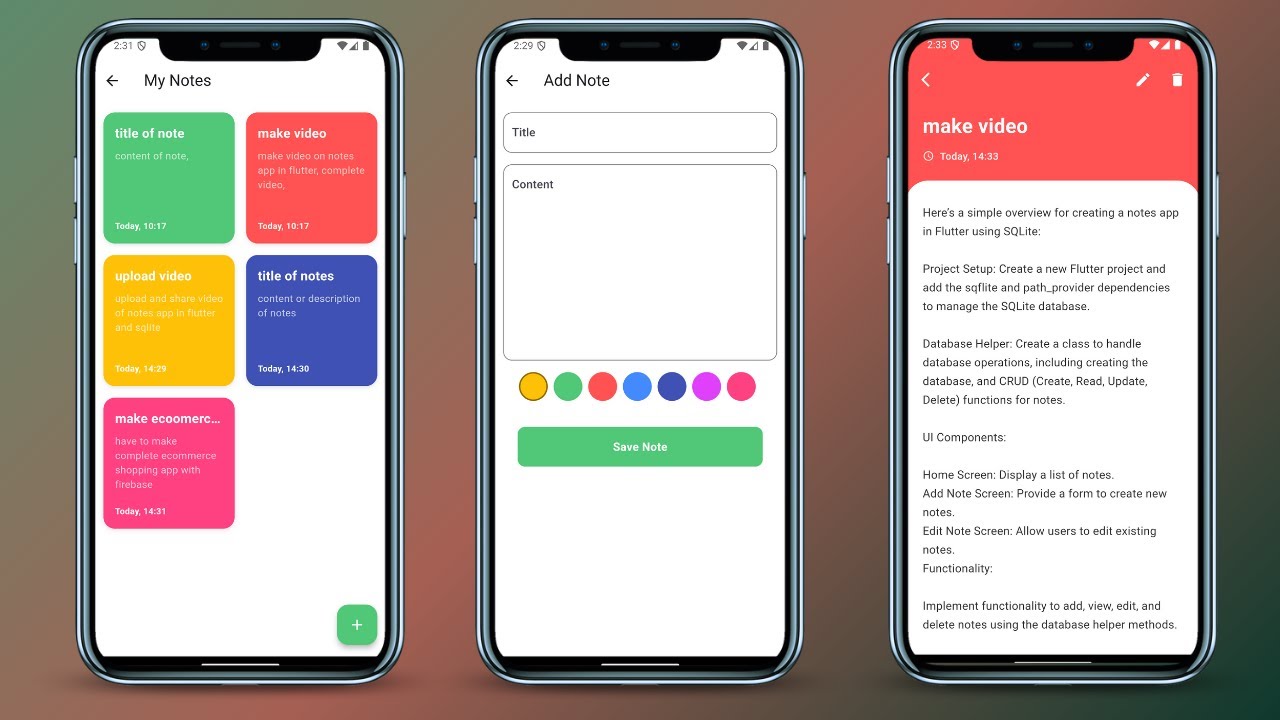 2:31
My Notes
title of note
content of note,
Today, 10:17
make video
make video on notes
app in flutter, complete
video,
Today, 10:17
upload video
upload and share video
of notes app in flutter
and sqlite
Today, 14:29
title of notes
content or description
of notes
Today, 14:30
make ecoomerc...
have to make
complete ecommerce
shopping app with
firebase
Today, 14:31
+
2:29
Add Note
Title
Content
Save Note
2:33
make video
Today, 14:33
Here's a simple overview for creating a notes app
in Flutter using SQLite:
Project Setup: Create a new Flutter project and
add the sqflite and path_provider dependencies
to manage the SQLite database.
Database Helper: Create a class to handle
database operations, including creating the
database, and CRUD (Create, Read, Update,
Delete) functions for notes.
UI Components:
Home Screen: Display a list of notes.
Add Note Screen: Provide a form to create new
notes.
Edit Note Screen: Allow users to edit existing
notes.
Functionality:
Implement functionality to add, view, edit, and
delete notes using the database helper methods.